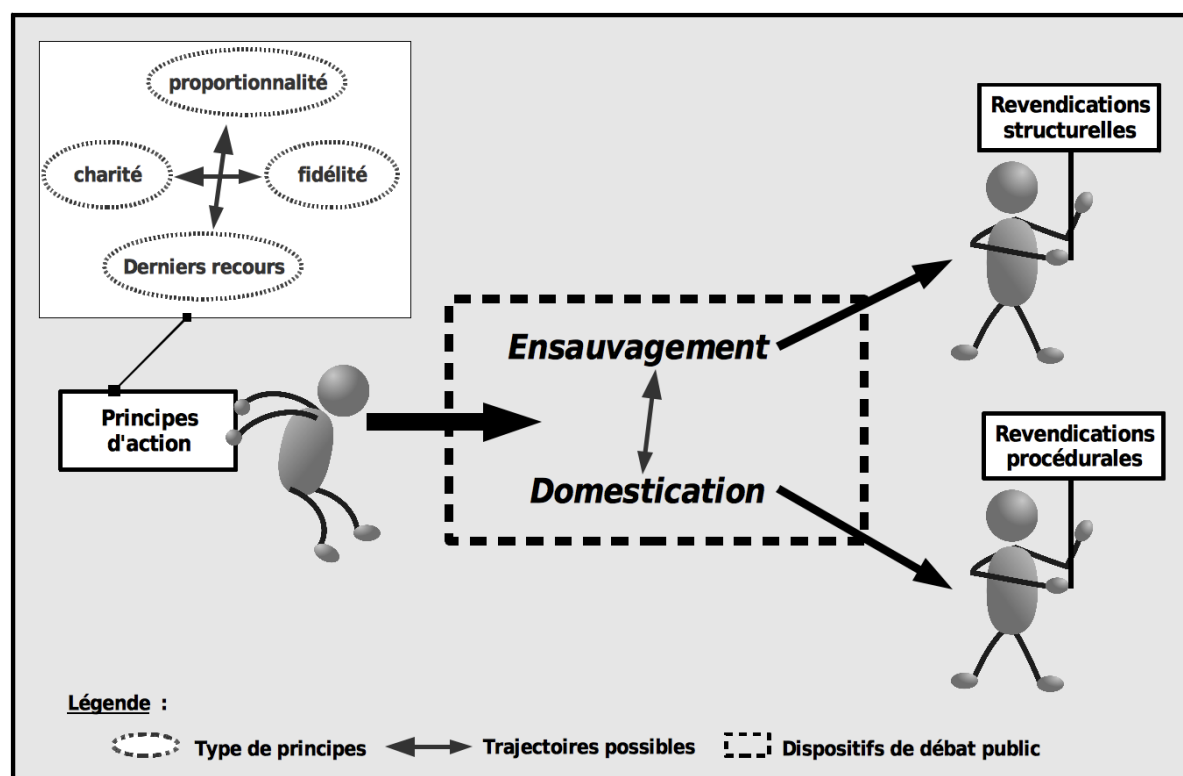 proportionnalité
charité
fidélité
Derniers recours
Principes
d'action
Ensauvagement
Domestication
Revendications
structurelles
Revendications
procédurales
Légende :
Type de principes
Trajectoires possibles
Dispositifs de débat public